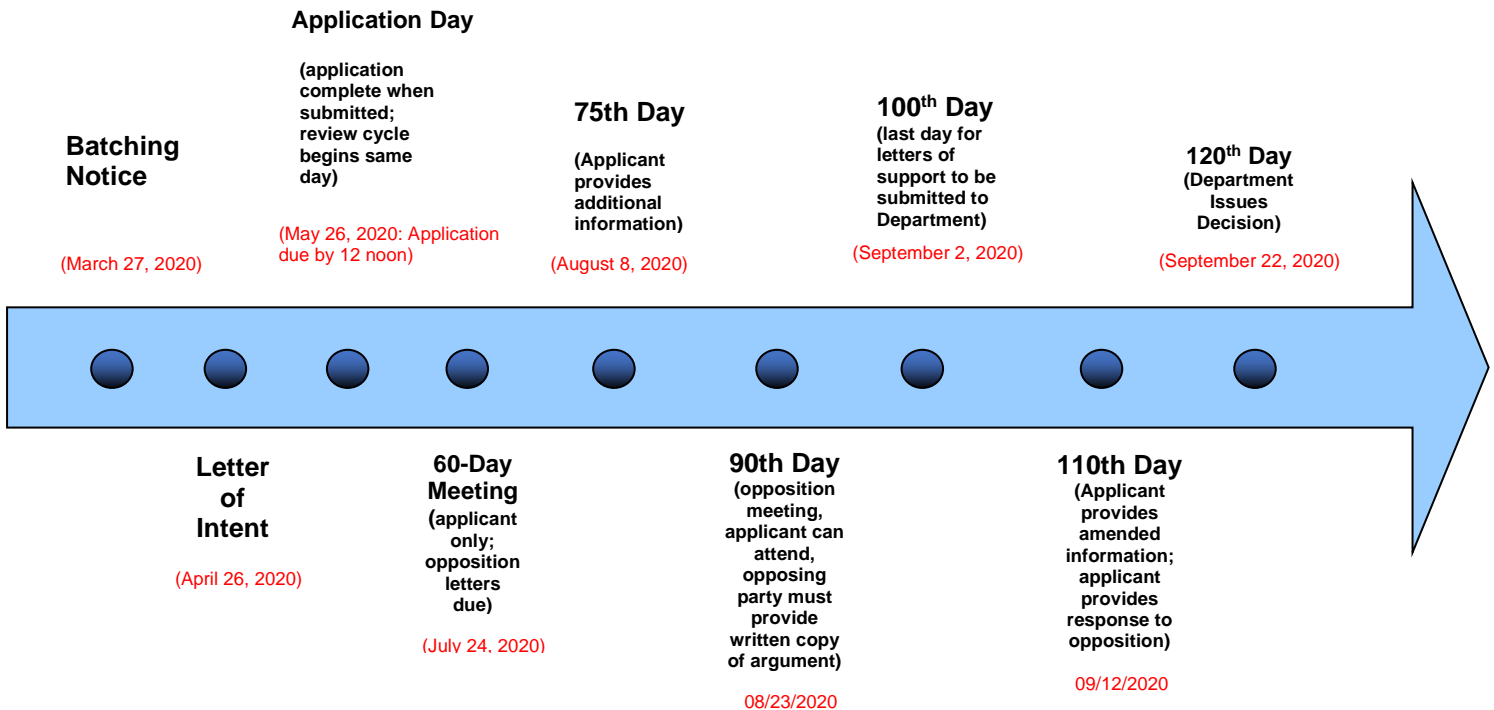 Application Day
(application
complete when
submitted;
review cycle
begins same
day)
(May 26, 2020: Application
due by 12 noon)
Batching
Notice
(March 27, 2020)
75th Day
(Applicant
provides
additional
information)
(August 8, 2020)
100th Day
(last day for
letters of
support to be
submitted to
Department)
(September 2, 2020)
120th Day
(Department
Issues
Decision)
(September 22, 2020)
Letter
of
Intent
(April 26, 2020)
60-Day
Meeting
(applicant
only;
opposition
letters
due)
(July 24, 2020)
90th Day
(opposition
meeting,
applicant can
attend,
opposing
party must
provide
written copy
of argument)
08/23/2020
110th Day
(Applicant
provides
amended
information;
applicant
provides
response to
opposition)
09/12/2020